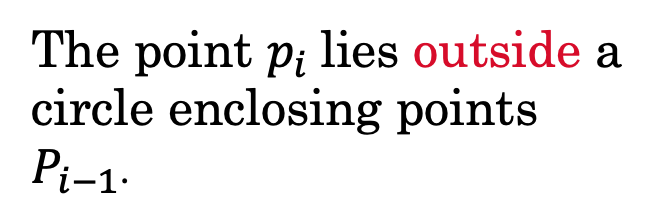 The point pᵢ lies outside a
circle enclosing points
Pᵢ₋₁.